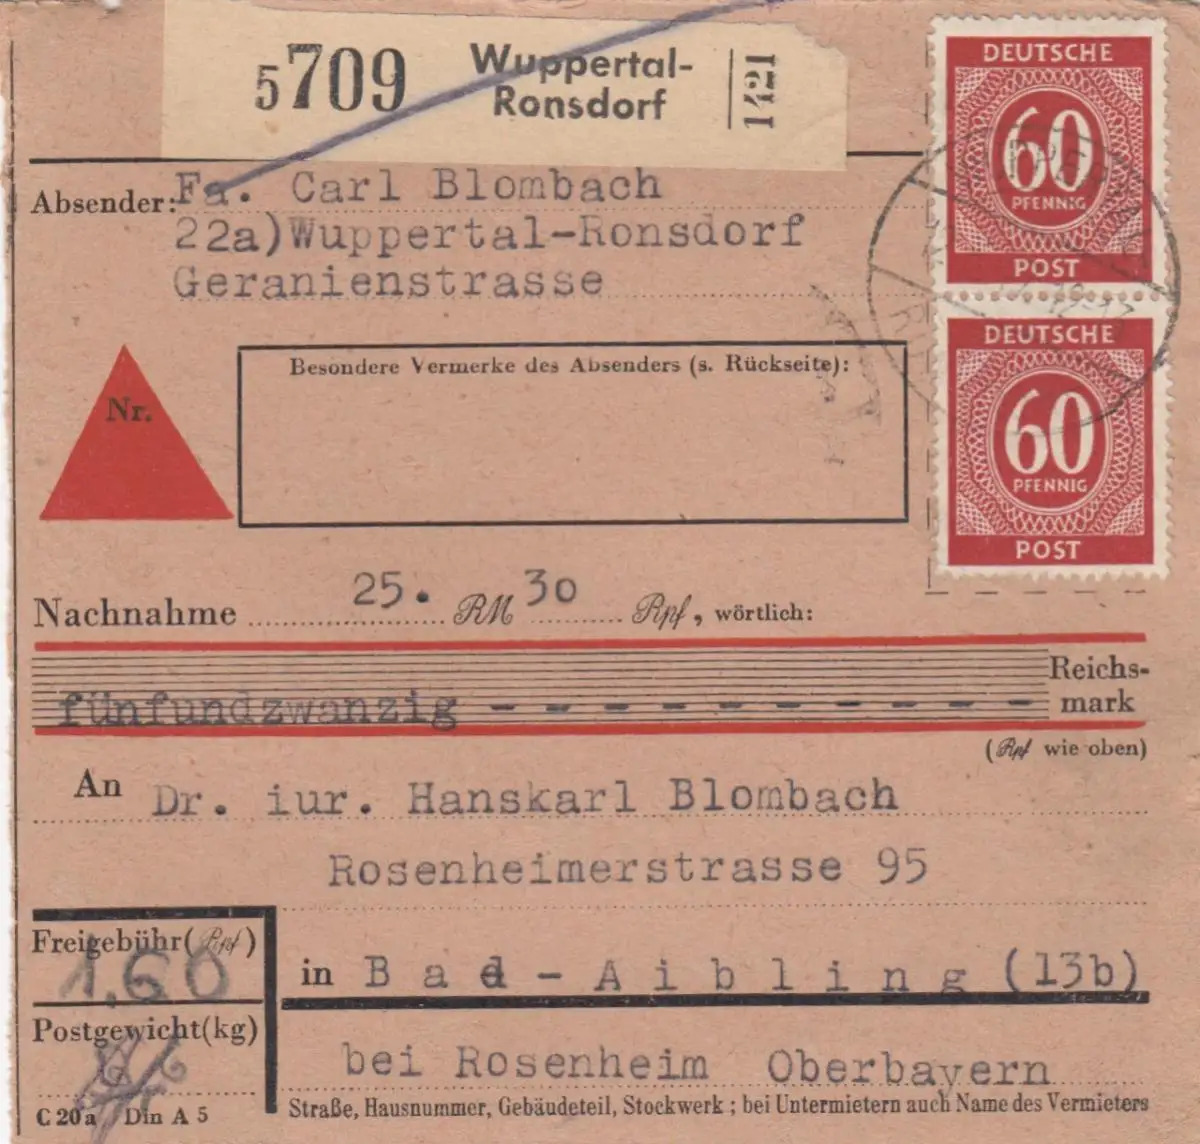 5709 Wuppertal-
Ronsdorf 1421
DEUTSCHE
60
PFENNIG
POST
Absender: Fa. Carl Blombach
22a)Wuppertal-Ronsdorf
Geranienstrasse
DEUTSCHE
60
PFENNIG
POST
Nr.
Besondere Vermerke des Absenders (s. Rückseite):
Nachnahme 25. RM 30 Rpf, wörtlich:
fünfundzwanzig - - - - - - - - - - Reichs-
mark
(Rpf wie oben)
An Dr. iur. Hanskarl Blombach
Rosenheimerstrasse 95
Freigebühr(Rpf)
1,60
in Bad-Aibling (13b)
Postgewicht(kg)
bei Rosenheim Oberbayern
C 20a Din A 5
Straße, Hausnummer, Gebäudeteil, Stockwerk ; bei Untermietern auch Name des Vermieters